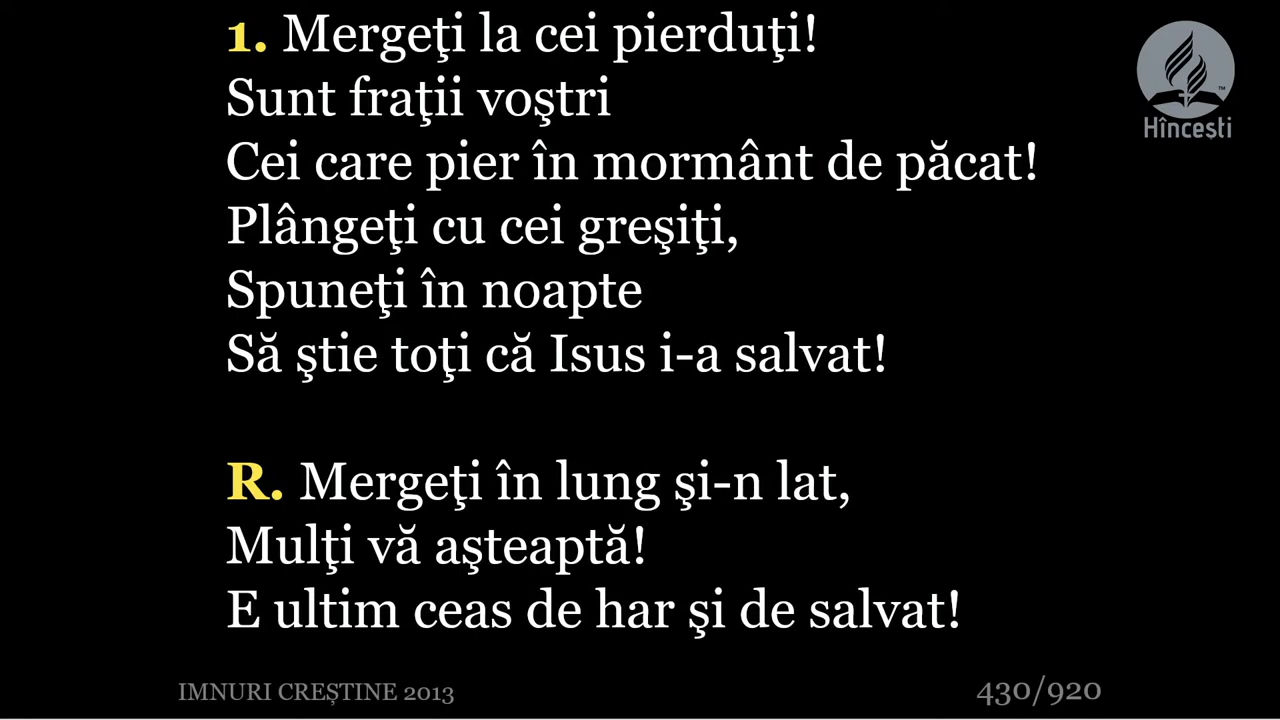 1. Mergeţi la cei pierduţi!
Sunt fraţii voştri
Cei care pier în mormânt de păcat!
Plângeţi cu cei greşiţi,
Spuneţi în noapte
Să ştie toţi că Isus i-a salvat!
R. Mergeţi în lung şi-n lat,
Mulţi vă aşteaptă!
E ultim ceas de har şi de salvat!
IMNURI CREȘTINE 2013
430/920
TM
Hîncești